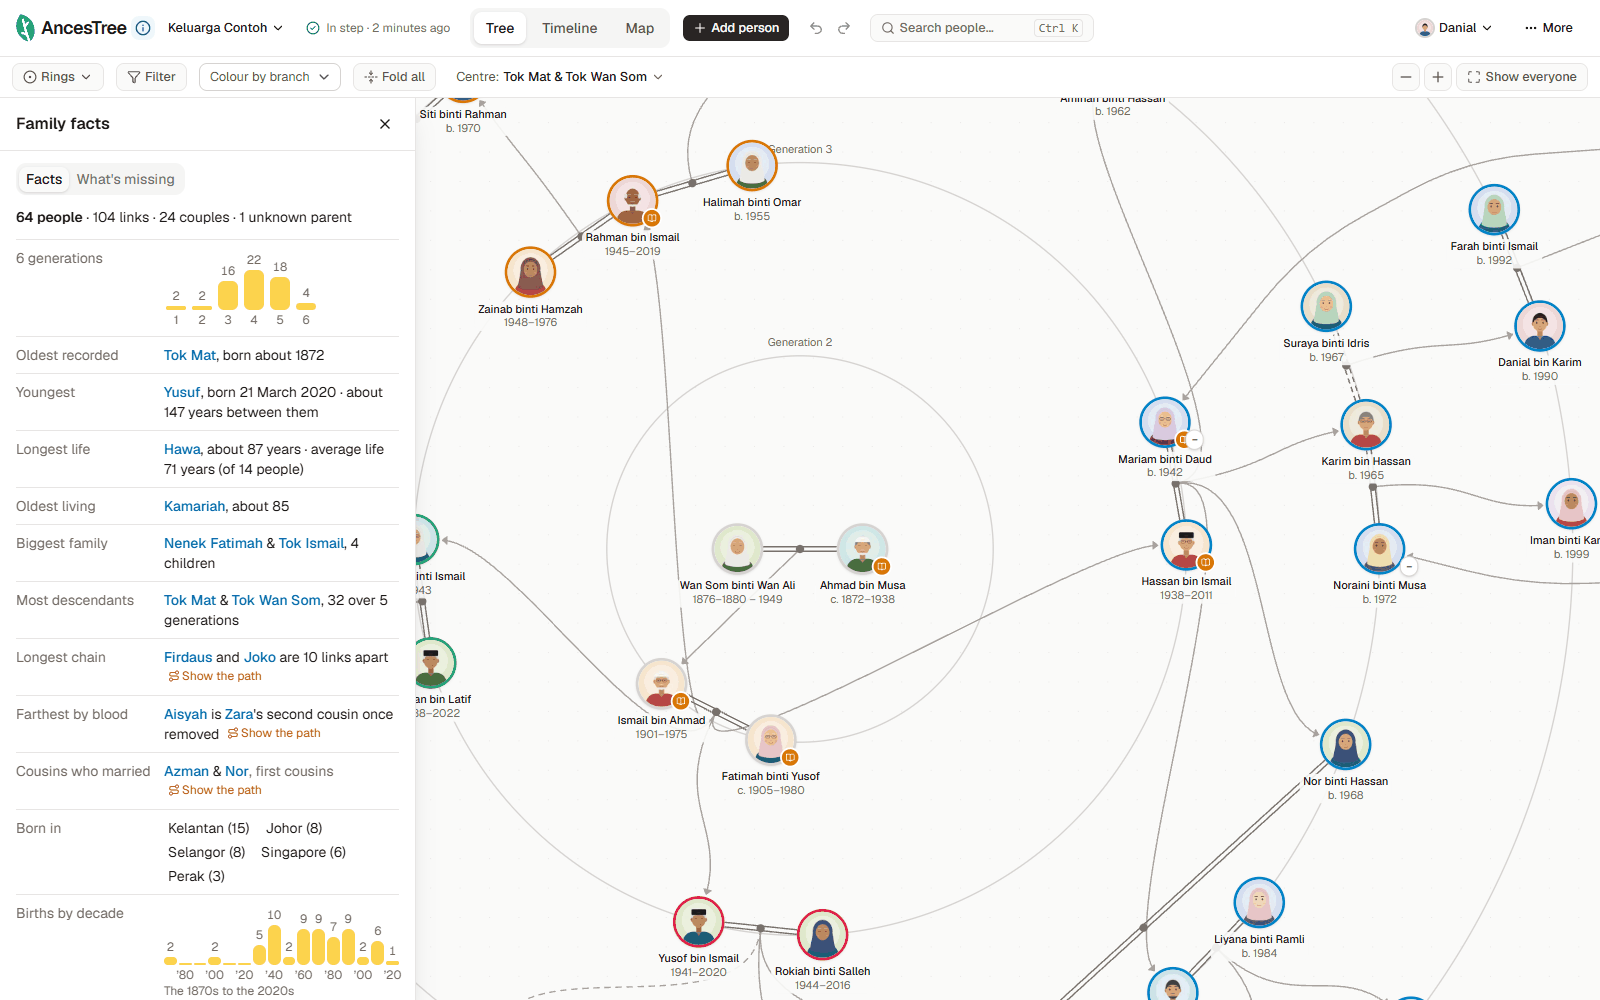 AncesTree
Keluarga Contoh
In step · 2 minutes ago
Tree
Timeline
Map
Add person
Search people...
Ctrl K
Danial
More
Rings
Filter
Colour by branch
Fold all
Centre: Tok Mat & Tok Wan Som
Show everyone
Family facts
Facts
What's missing
64 people · 104 links · 24 couples · 1 unknown parent
6 generations
2 2 16 22 18 4
1 2 3 4 5 6
Oldest recorded
Tok Mat, born about 1872
Youngest
Yusuf, born 21 March 2020 · about
147 years between them
Longest life
Hawa, about 87 years · average life
71 years (of 14 people)
Oldest living
Kamariah, about 85
Biggest family
Nenek Fatimah & Tok Ismail, 4
children
Most descendants
Tok Mat & Tok Wan Som, 32 over 5
generations
Longest chain
Firdaus and Joko are 10 links apart
Show the path
Farthest by blood
Aisyah is Zara's second cousin once
removed Show the path
Cousins who married
Azman & Nor, first cousins
Show the path
Born in
Kelantan (15) Johor (8)
Selangor (8) Singapore (6)
Perak (3)
Births by decade
2 2 5 10 2 9 9 7 9 2 6 1
'80 '00 '20 '40 '60 '80 '00 '20
The 1870s to the 2020s
Siti binti Rahman
b. 1970
Aminah binti Hassan
b. 1962
Generation 3
Halimah binti Omar
b. 1955
Rahman bin Ismail
1945–2019
Zainab binti Hamzah
1948–1976
Generation 2
Farah binti Ismail
b. 1992
Suraya binti Idris
b. 1967
Danial bin Karim
b. 1990
Mariam binti Daud
b. 1942
Karim bin Hassan
b. 1965
Iman binti Kar
b. 1999
inti Ismail
943
Wan Som binti Wan Ali
1876–1880 – 1949
Ahmad bin Musa
c. 1872–1938
Hassan bin Ismail
1938–2011
Noraini binti Musa
b. 1972
an bin Latif
38–2022
Ismail bin Ahmad
1901–1975
Fatimah binti Yusof
c. 1905–1980
Nor binti Hassan
b. 1968
Yusof bin Ismail
1941–2020
Rokiah binti Salleh
1944–2016
Liyana binti Ramli
b. 1984